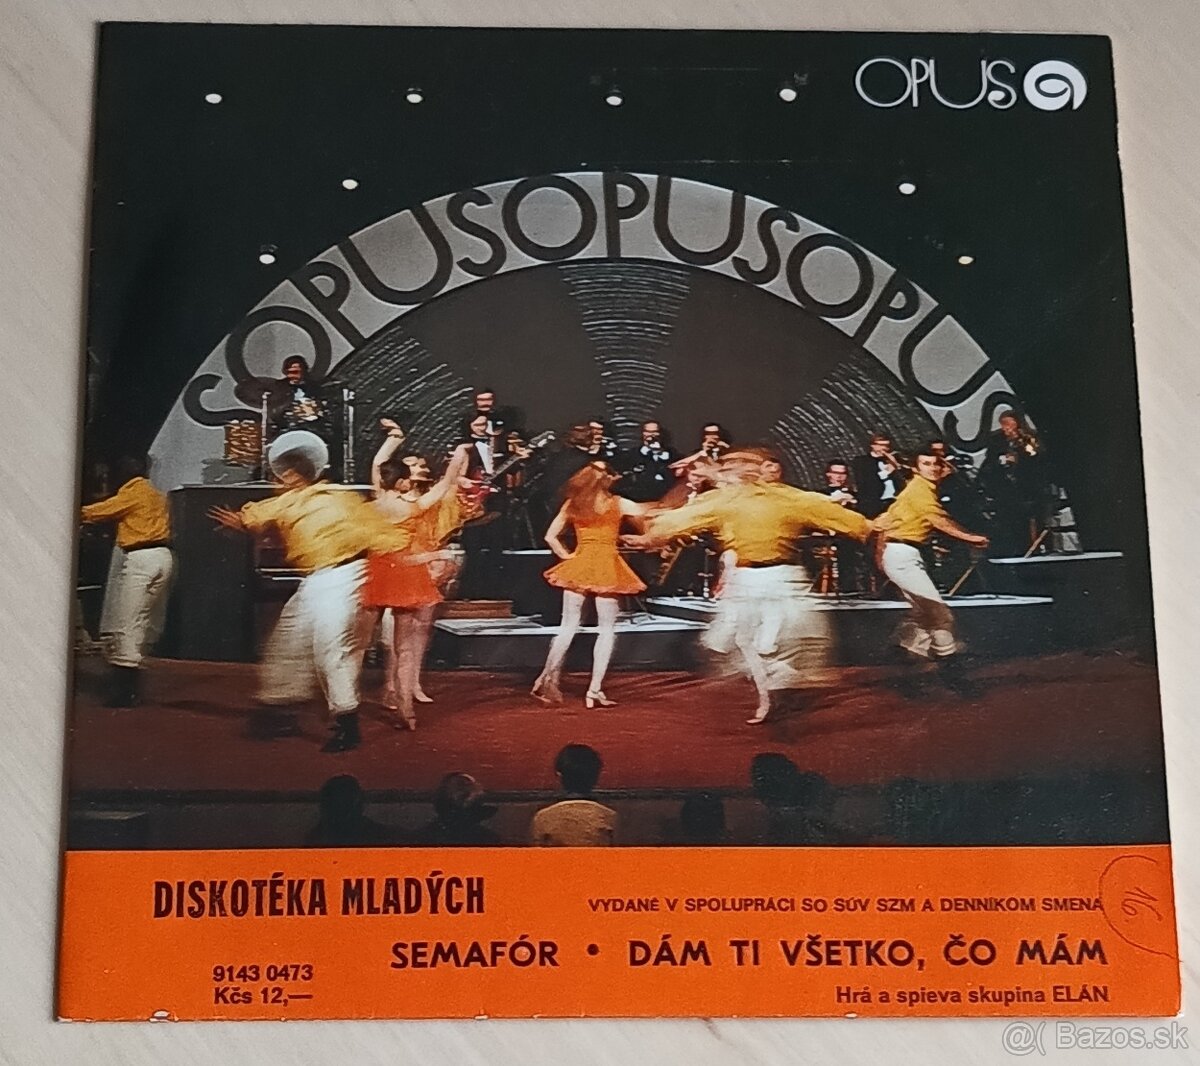 OPUS
SOPUSOPUSOPUS
DISKOTÉKA MLADÝCH
VYDANÉ V SPOLUPRÁCI SO SÚV SZM A DENNÍKOM SMENA
SEMAFÓR • DÁM TI VŠETKO, ČO MÁM
9143 0473
Kčs 12,—
Hrá a spieva skupina ELÁN
@( Bazos.sk